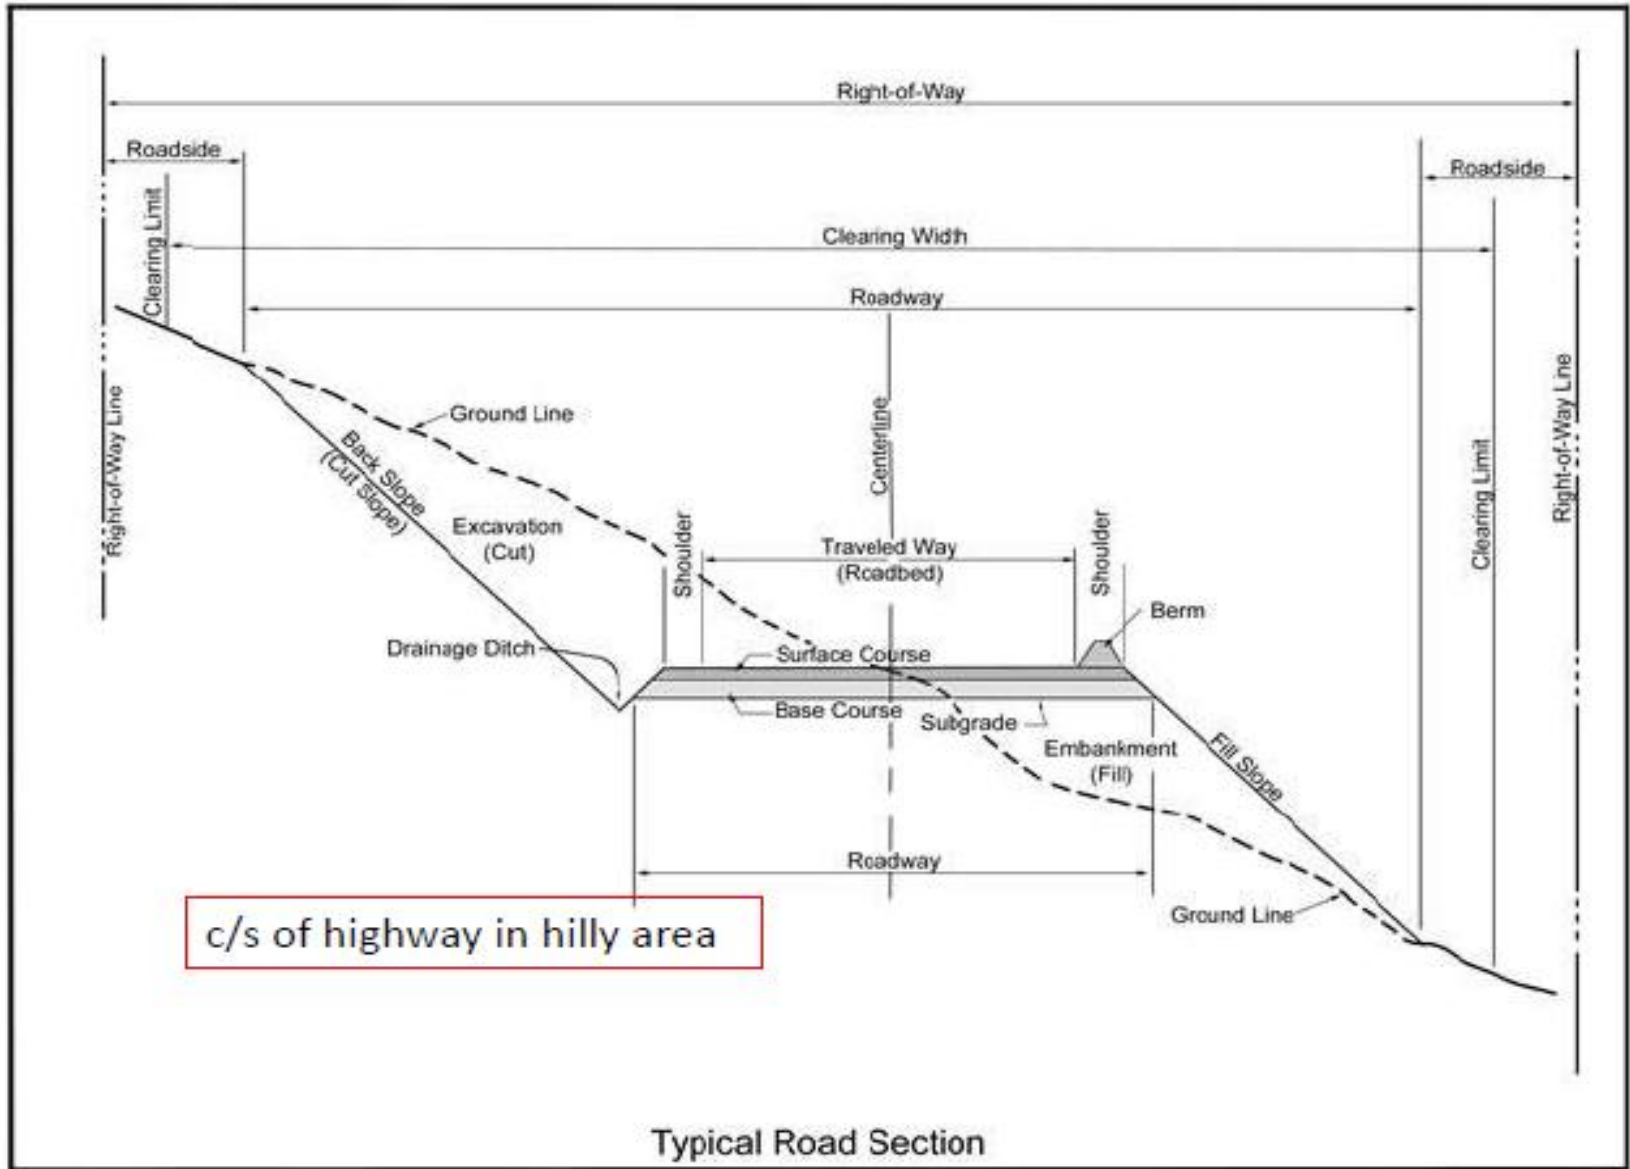 Right-of-Way
Roadside
Roadside
Clearing Limit
Clearing Width
Roadway
Ground Line
Right-of-Way Line
Back Slope
(Cut Slope)
Centerline
Right-of-Way Line
Clearing Limit
Excavation
(Cut)
Shoulder
Traveled Way
(Roadbed)
Shoulder
Berm
Drainage Ditch
Surface Course
Base Course
Subgrade
Embankment
(Fill)
Fill Slope
Roadway
Ground Line
c/s of highway in hilly area
Typical Road Section